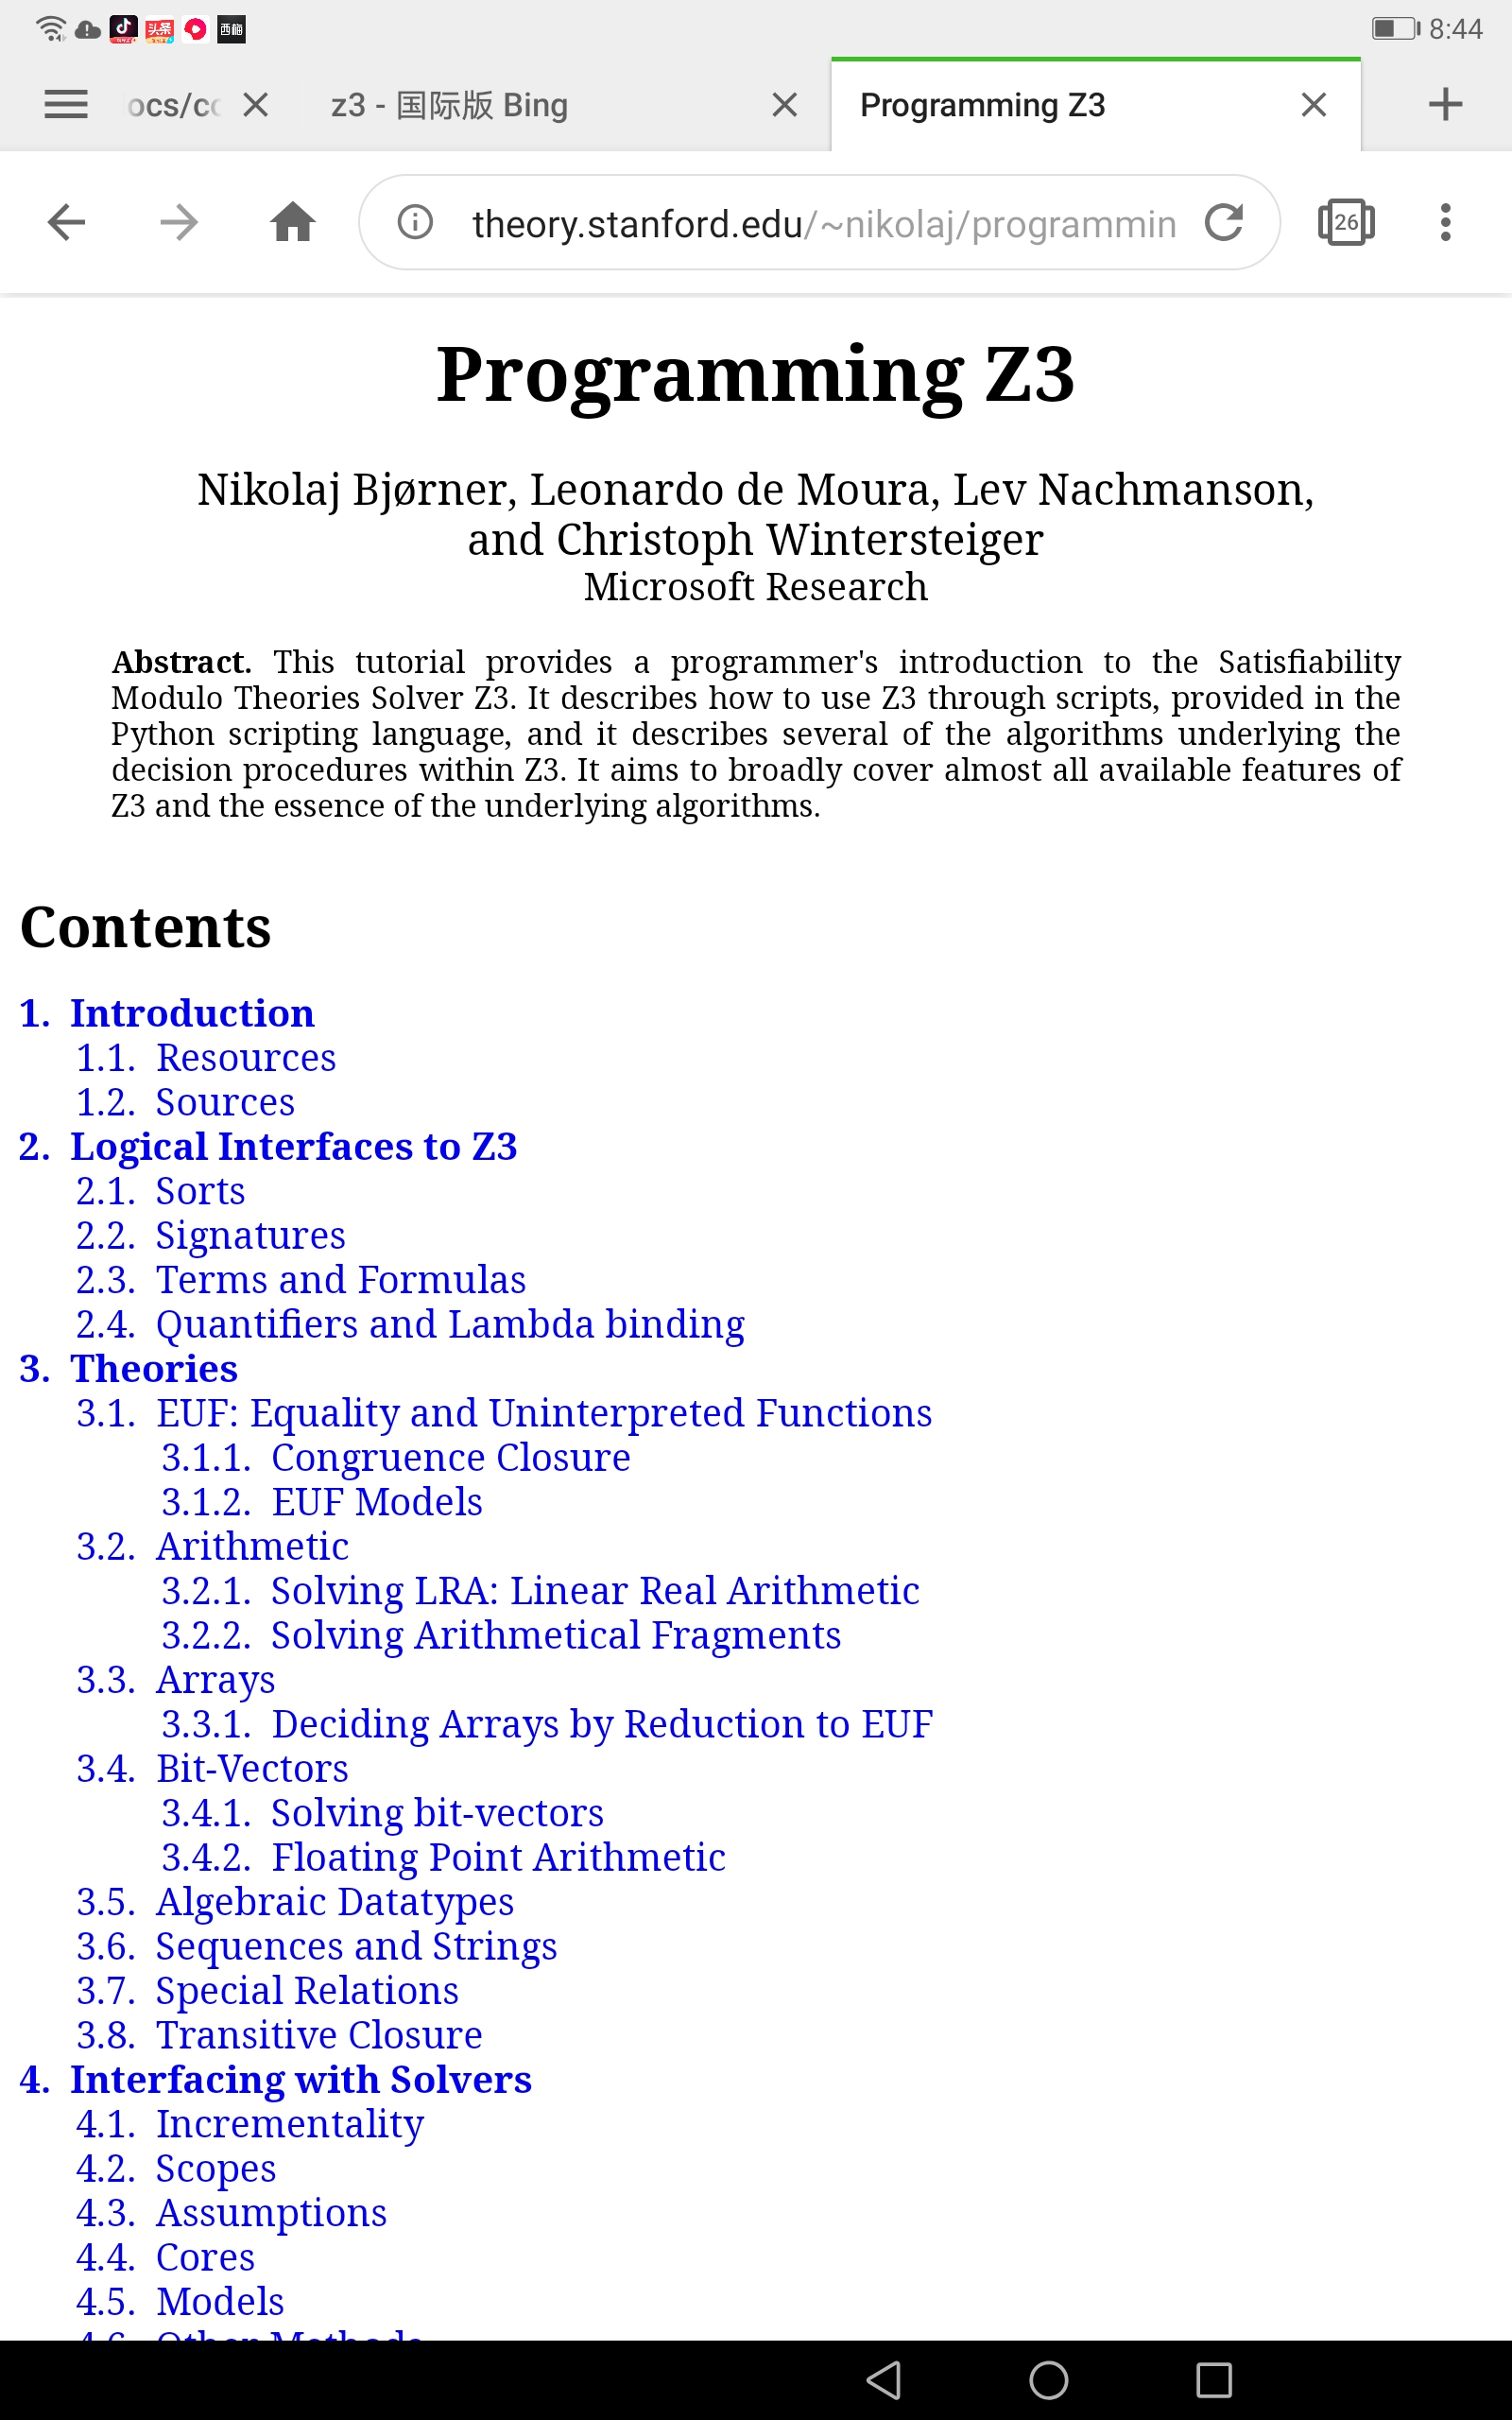 头条
西梅
8:44
ocs/cc
z3 - 国际版 Bing
Programming Z3
theory.stanford.edu/~nikolaj/programmin
26
Programming Z3
Nikolaj Bjørner, Leonardo de Moura, Lev Nachmanson,
and Christoph Wintersteiger
Microsoft Research
Abstract. This tutorial provides a programmer's introduction to the Satisfiability
Modulo Theories Solver Z3. It describes how to use Z3 through scripts, provided in the
Python scripting language, and it describes several of the algorithms underlying the
decision procedures within Z3. It aims to broadly cover almost all available features of
Z3 and the essence of the underlying algorithms.
Contents
1. Introduction
1.1. Resources
1.2. Sources
2. Logical Interfaces to Z3
2.1. Sorts
2.2. Signatures
2.3. Terms and Formulas
2.4. Quantifiers and Lambda binding
3. Theories
3.1. EUF: Equality and Uninterpreted Functions
3.1.1. Congruence Closure
3.1.2. EUF Models
3.2. Arithmetic
3.2.1. Solving LRA: Linear Real Arithmetic
3.2.2. Solving Arithmetical Fragments
3.3. Arrays
3.3.1. Deciding Arrays by Reduction to EUF
3.4. Bit-Vectors
3.4.1. Solving bit-vectors
3.4.2. Floating Point Arithmetic
3.5. Algebraic Datatypes
3.6. Sequences and Strings
3.7. Special Relations
3.8. Transitive Closure
4. Interfacing with Solvers
4.1. Incrementality
4.2. Scopes
4.3. Assumptions
4.4. Cores
4.5. Models
4.6. Other Methods